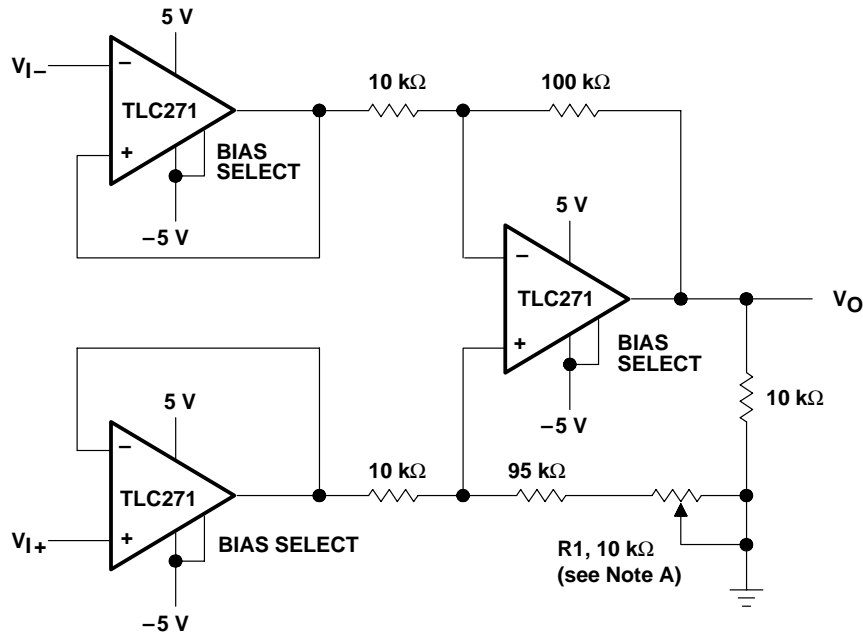 5 V
VI–
–
TLC271
+
BIAS
SELECT
–5 V
10 kΩ
100 kΩ
5 V
–
TLC271
+
BIAS
SELECT
–5 V
VO
10 kΩ
5 V
–
TLC271
VI+
+
BIAS SELECT
–5 V
10 kΩ
95 kΩ
R1, 10 kΩ
(see Note A)